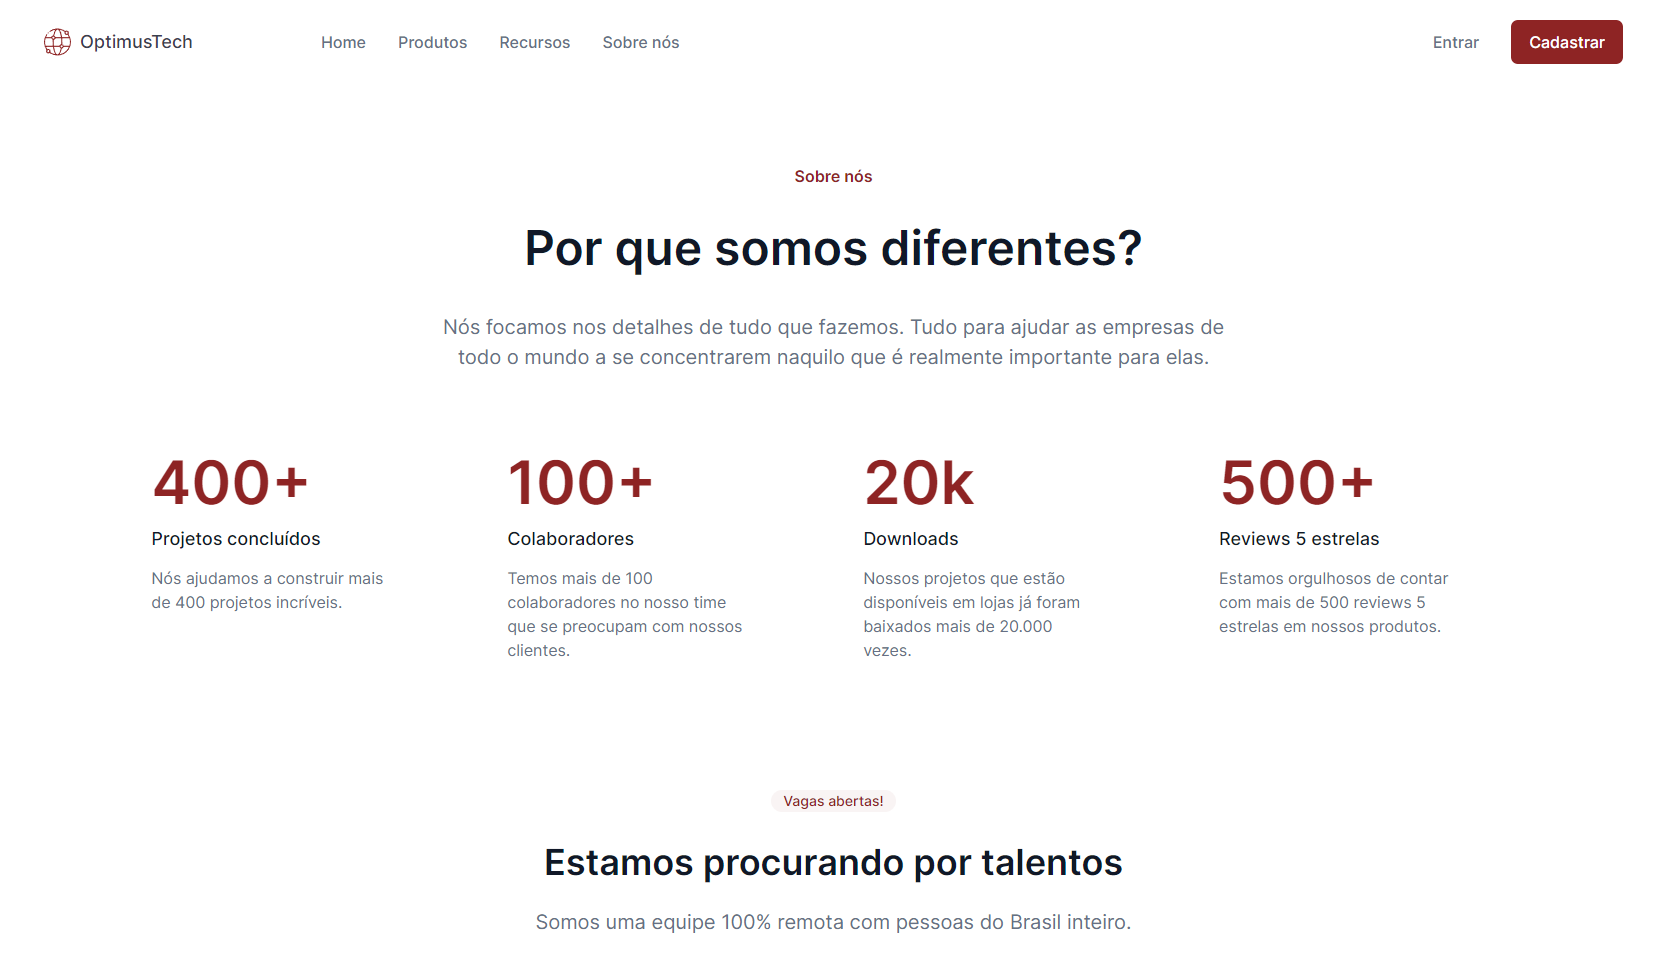 OptimusTech
Home
Produtos
Recursos
Sobre nós
Entrar
Cadastrar
Sobre nós
Por que somos diferentes?
Nós focamos nos detalhes de tudo que fazemos. Tudo para ajudar as empresas de
todo o mundo a se concentrarem naquilo que é realmente importante para elas.
400+
Projetos concluídos
Nós ajudamos a construir mais
de 400 projetos incríveis.
100+
Colaboradores
Temos mais de 100
colaboradores no nosso time
que se preocupam com nossos
clientes.
20k
Downloads
Nossos projetos que estão
disponíveis em lojas já foram
baixados mais de 20.000
vezes.
500+
Reviews 5 estrelas
Estamos orgulhosos de contar
com mais de 500 reviews 5
estrelas em nossos produtos.
Vagas abertas!
Estamos procurando por talentos
Somos uma equipe 100% remota com pessoas do Brasil inteiro.